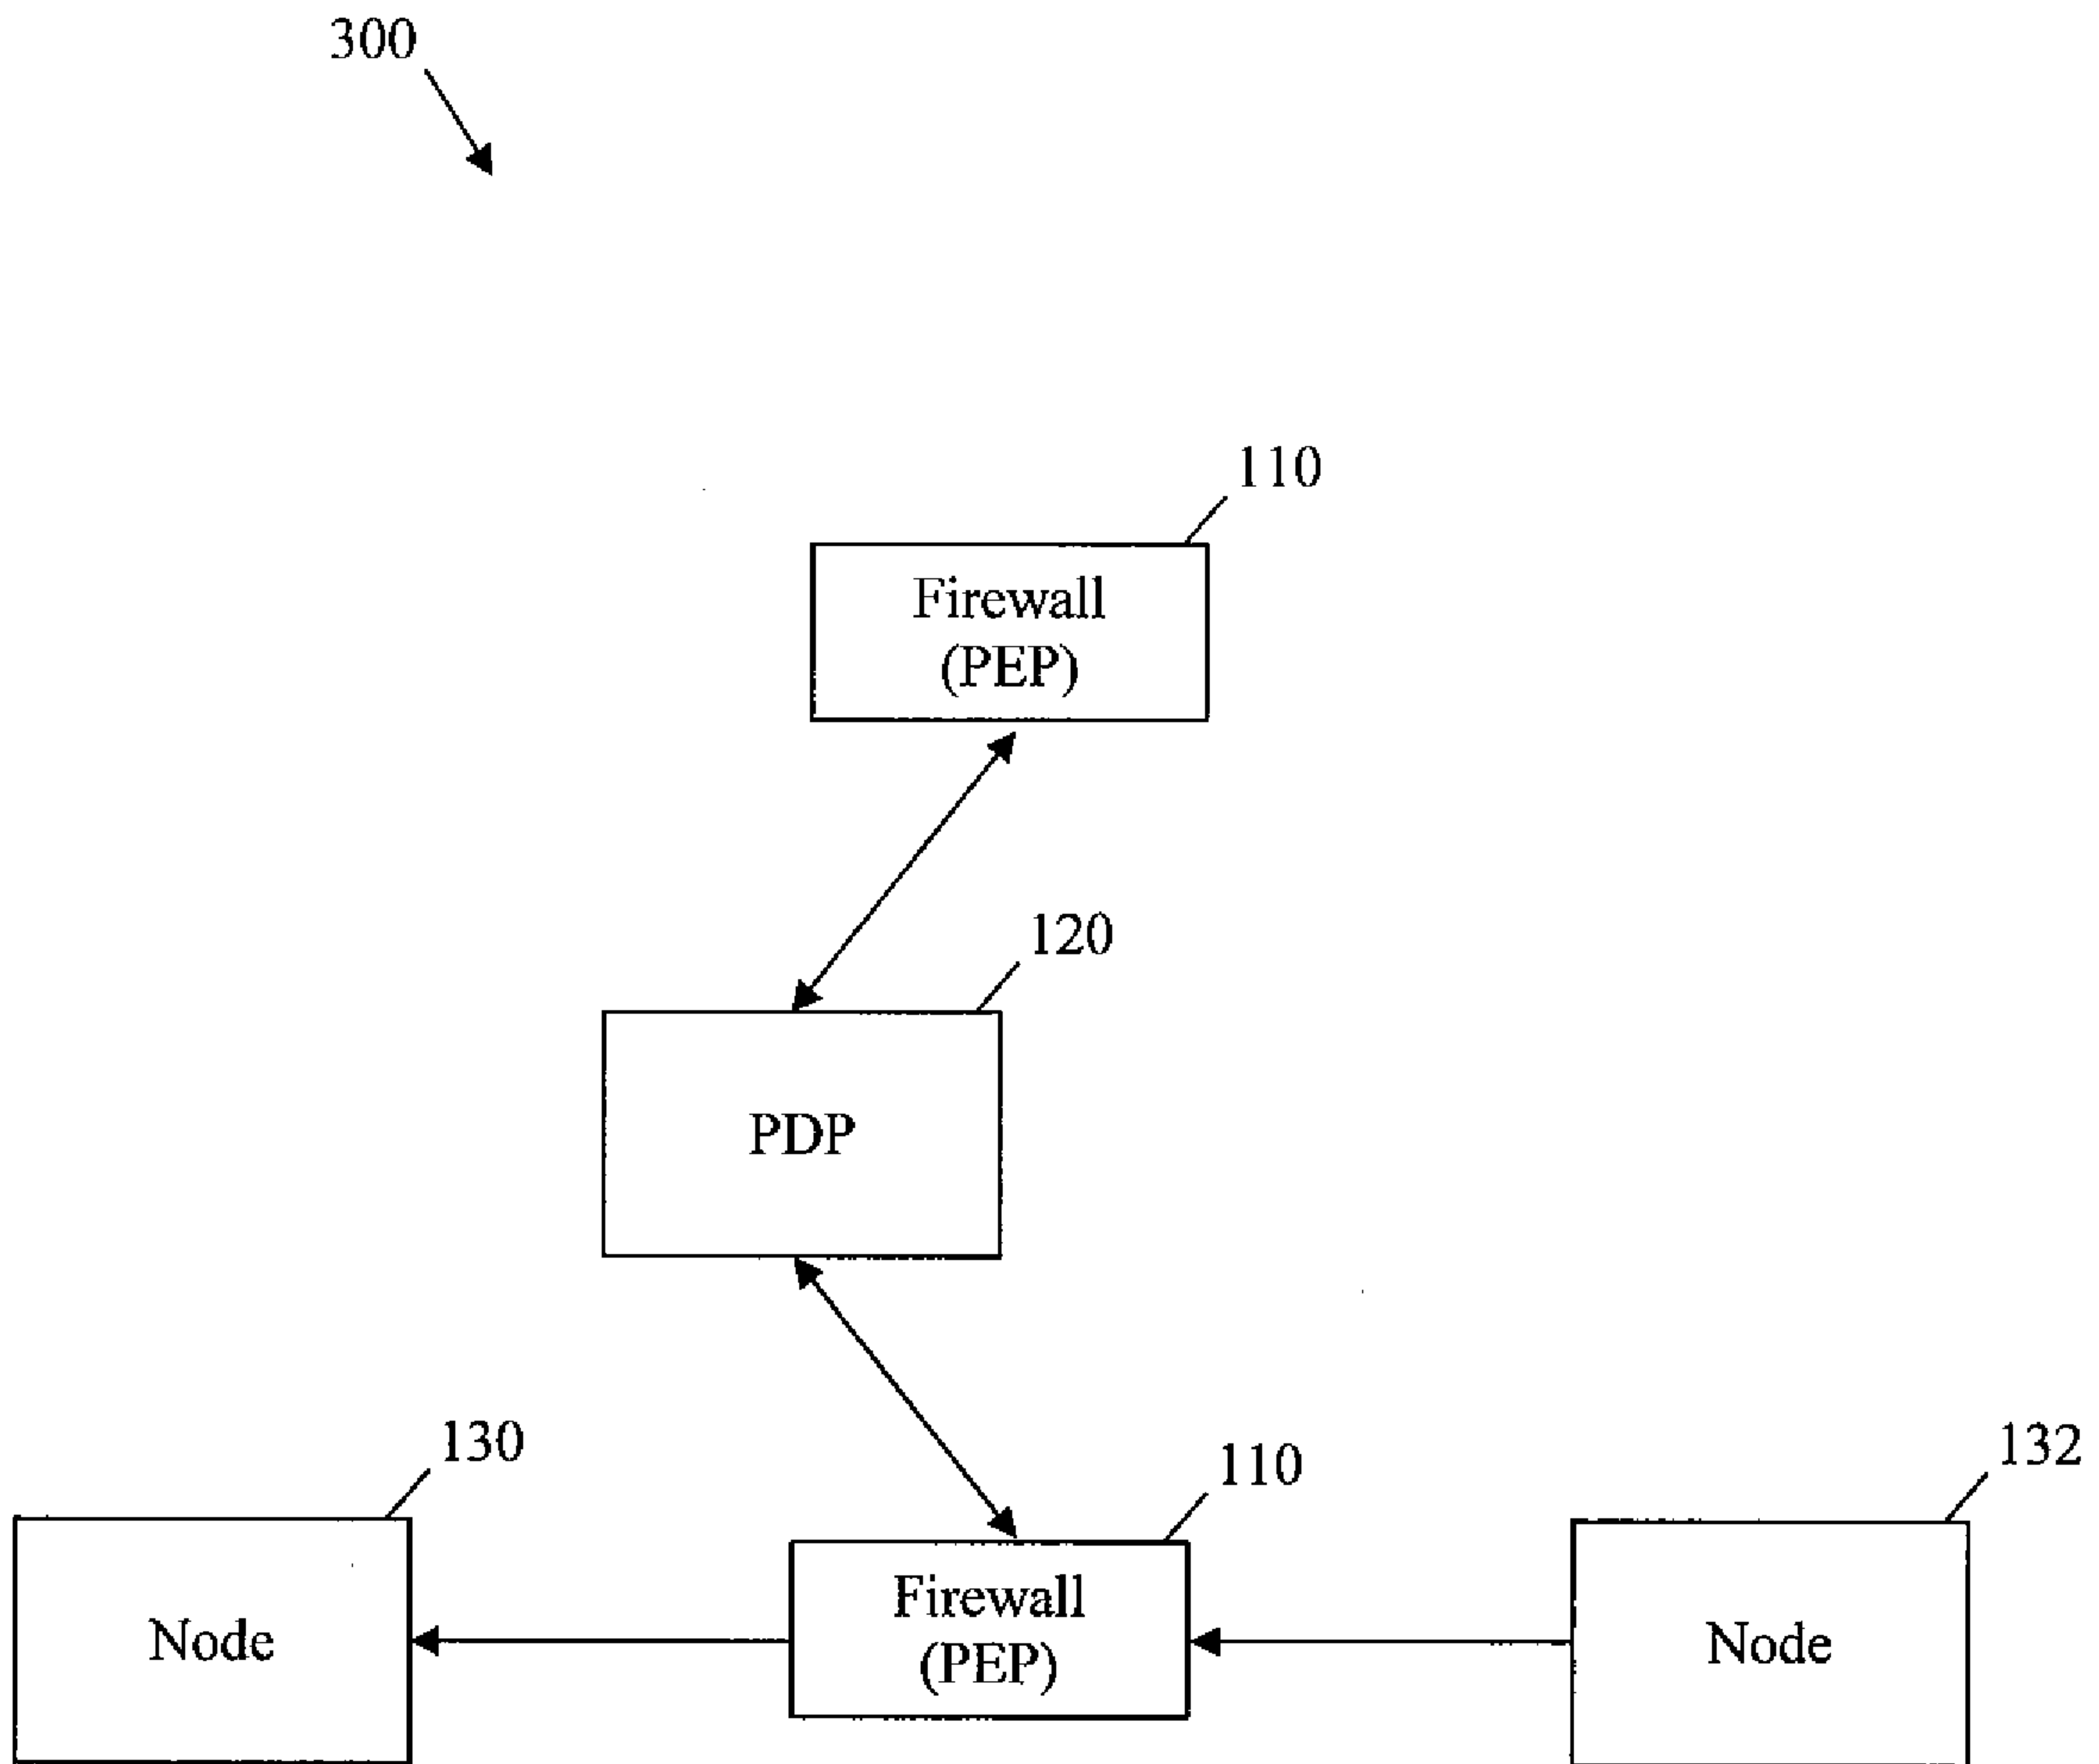 300
110
Firewall
(PEP)
120
PDP
130
110
132
Node
Firewall
(PEP)
Node